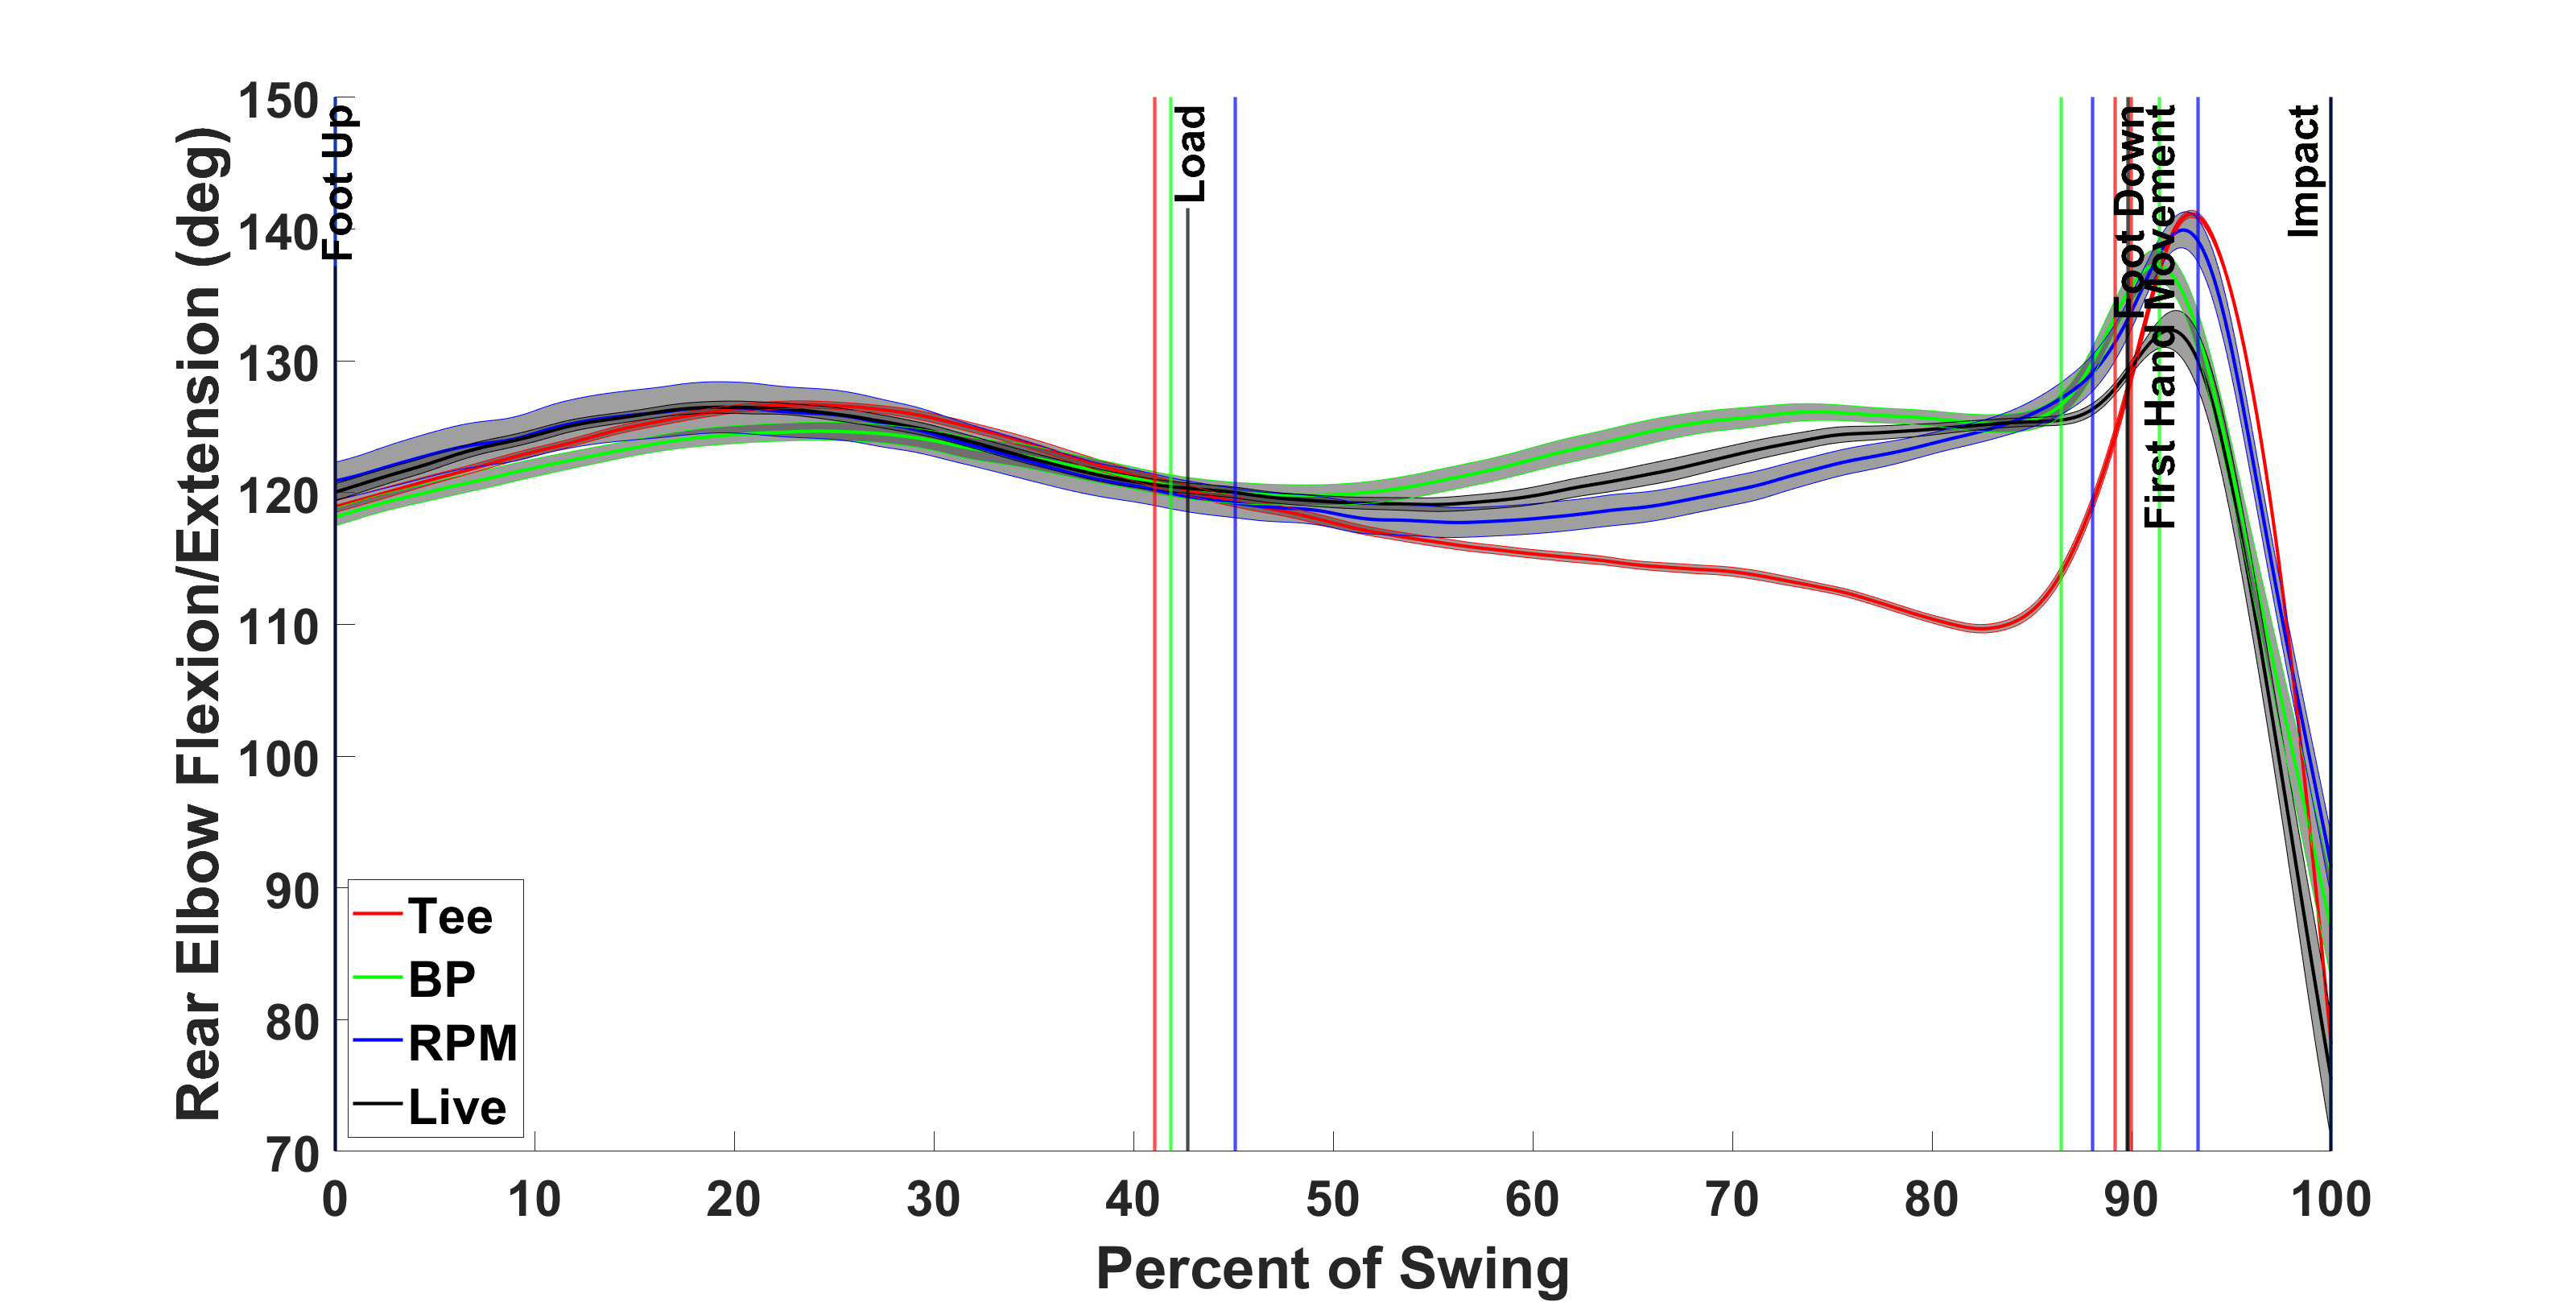 Rear Elbow Flexion/Extension (deg)
150
140
130
120
110
100
90
80
70
Foot Up
Load
Foot Down
First Hand Movement
Impact
Tee
BP
RPM
Live
0 10 20 30 40 50 60 70 80 90 100
Percent of Swing